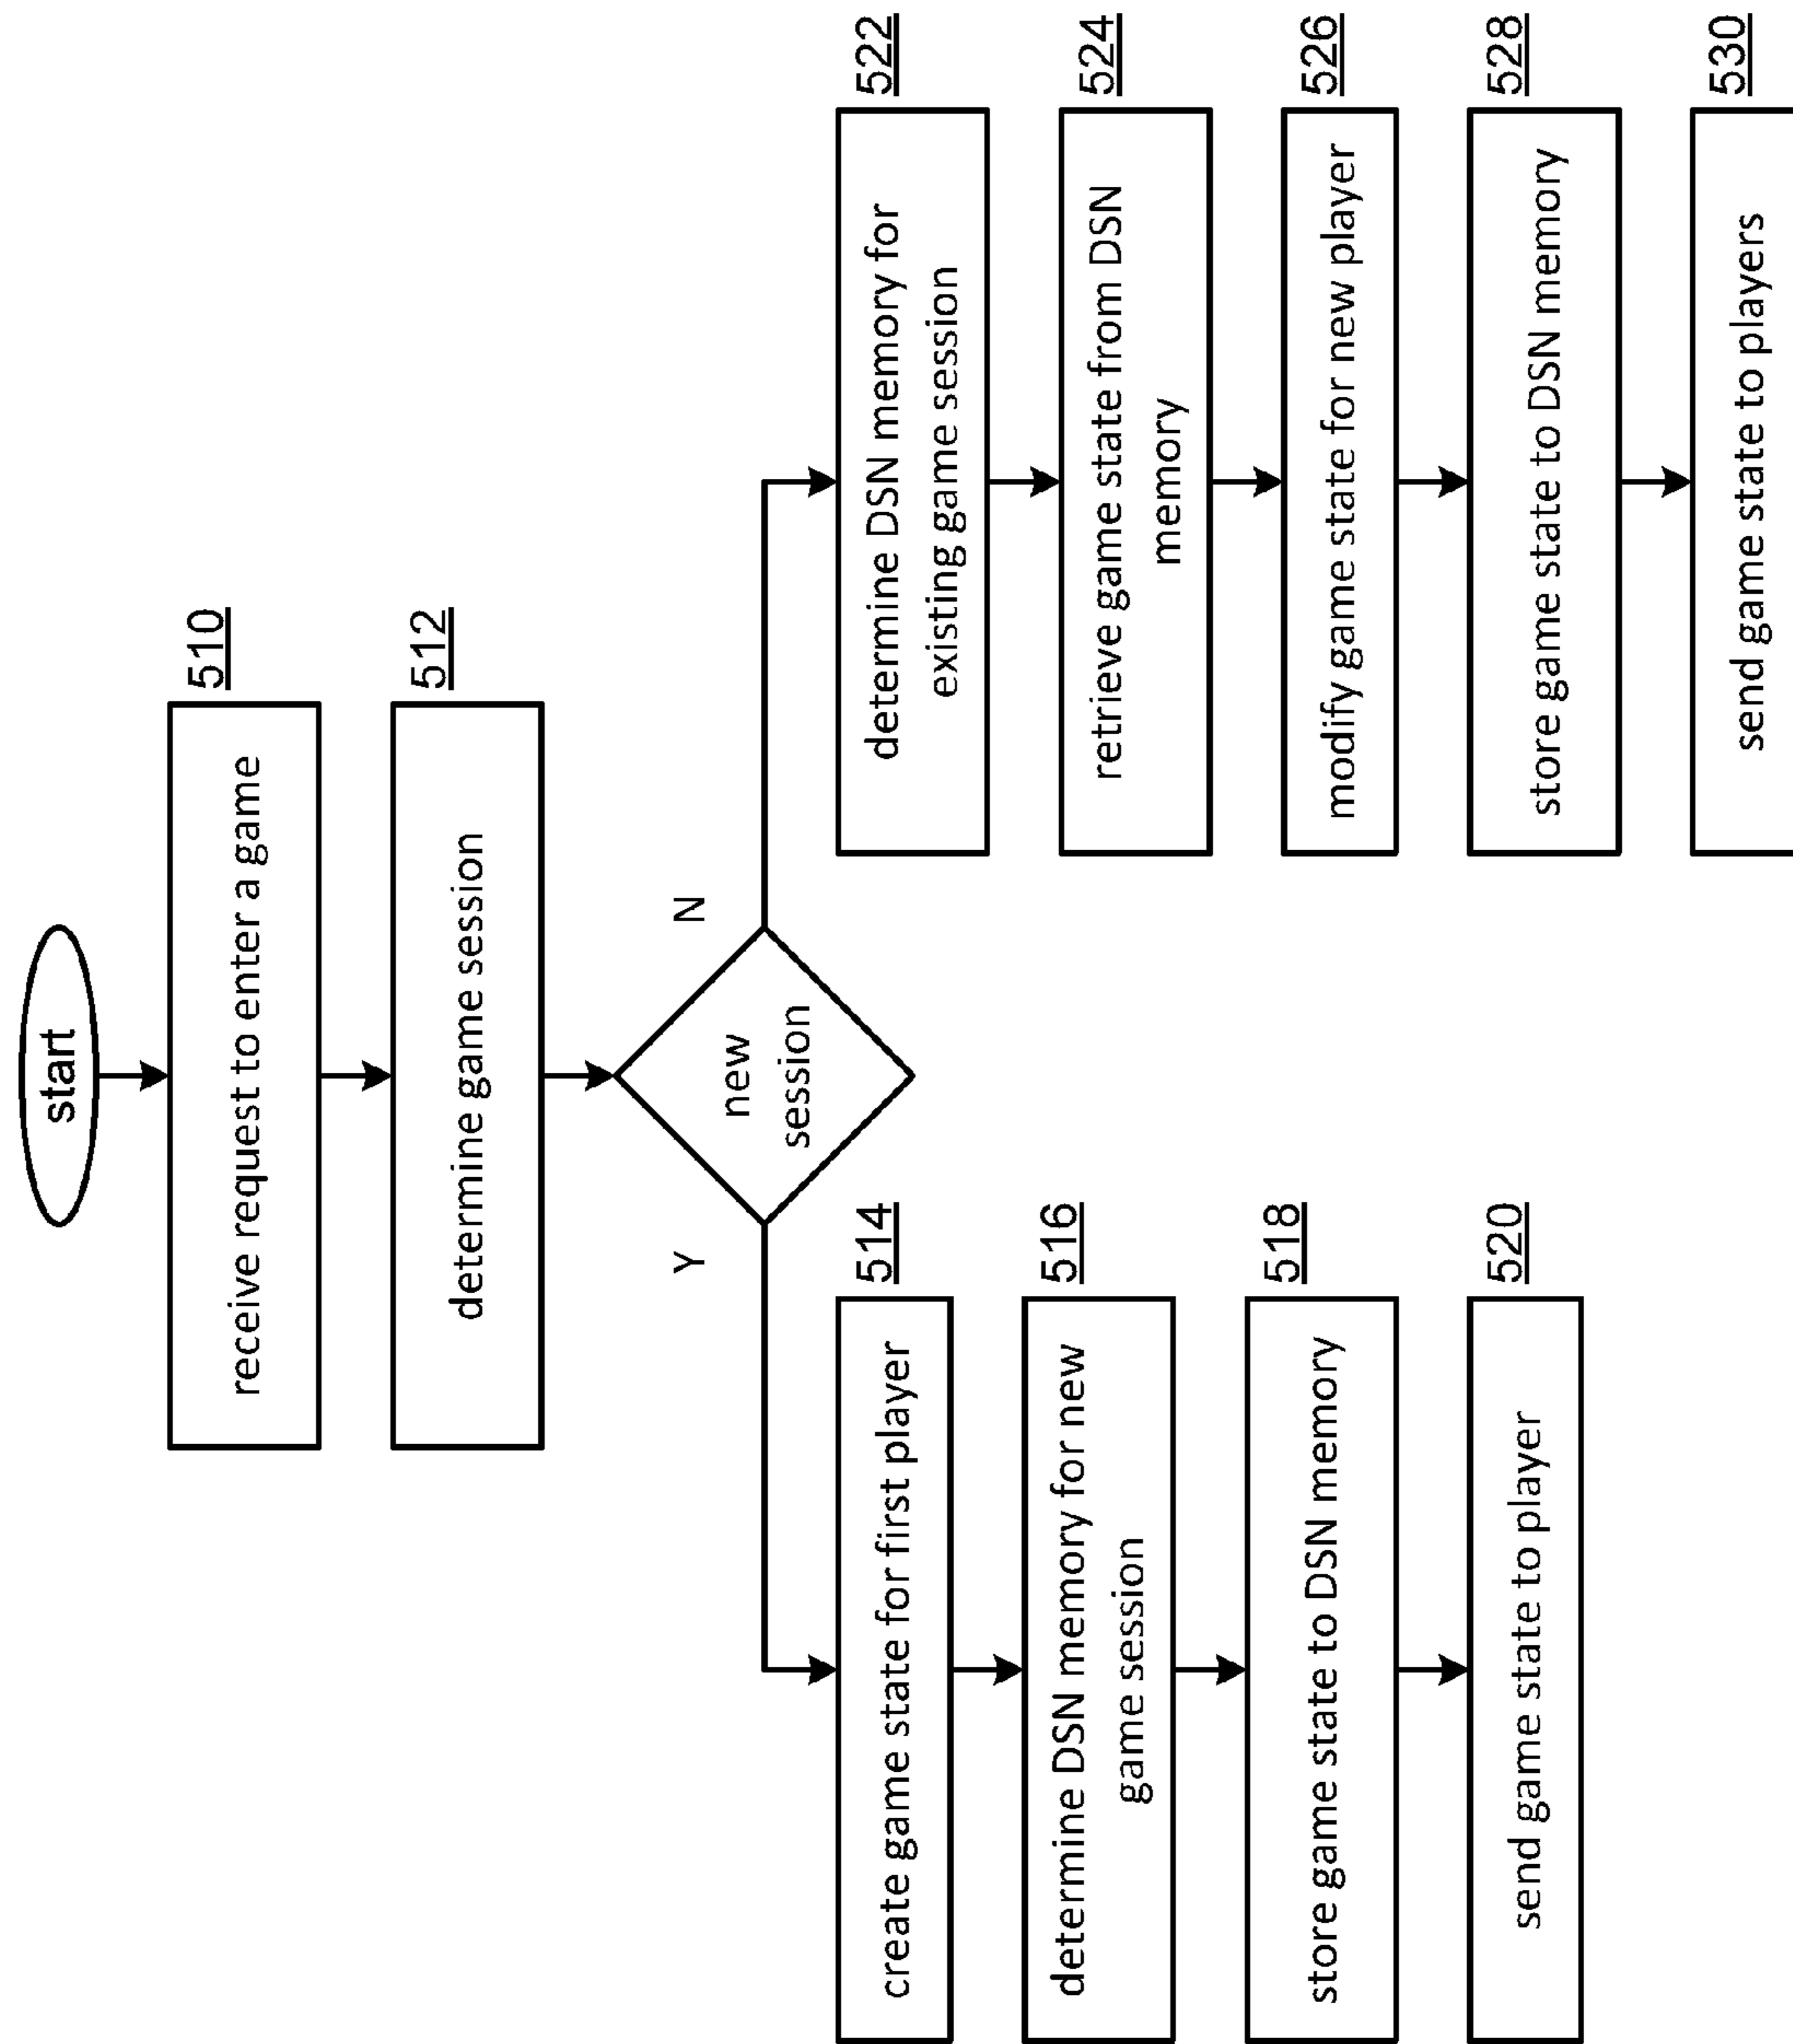 start
510
receive request to enter a game
512
determine game session
new
session
Y
N
514
create game state for first player
516
determine DSN memory for new
game session
518
store game state to DSN memory
520
send game state to player
522
determine DSN memory for
existing game session
524
retrieve game state from DSN
memory
526
modify game state for new player
528
store game state to DSN memory
530
send game state to players